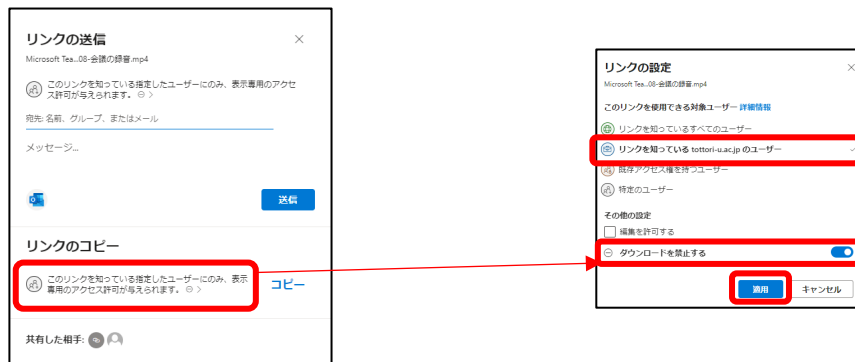 リンクの送信
Microsoft Tea...08-会議の録音.mp4
このリンクを知っている指定したユーザーにのみ、表示専用のアクセ
ス許可が与えられます。
宛先: 名前、グループ、またはメール
メッセージ...
送信
リンクのコピー
このリンクを知っている指定したユーザーにのみ、表示
専用のアクセス許可が与えられます。
コピー
共有した相手:
リンクの設定
Microsoft Tea...08-会議の録音.mp4
このリンクを使用できる対象ユーザー 詳細情報
リンクを知っているすべてのユーザー
リンクを知っている tottori-u.ac.jp のユーザー
既存アクセス権を持つユーザー
特定のユーザー
その他の設定
編集を許可する
ダウンロードを禁止する
適用
キャンセル